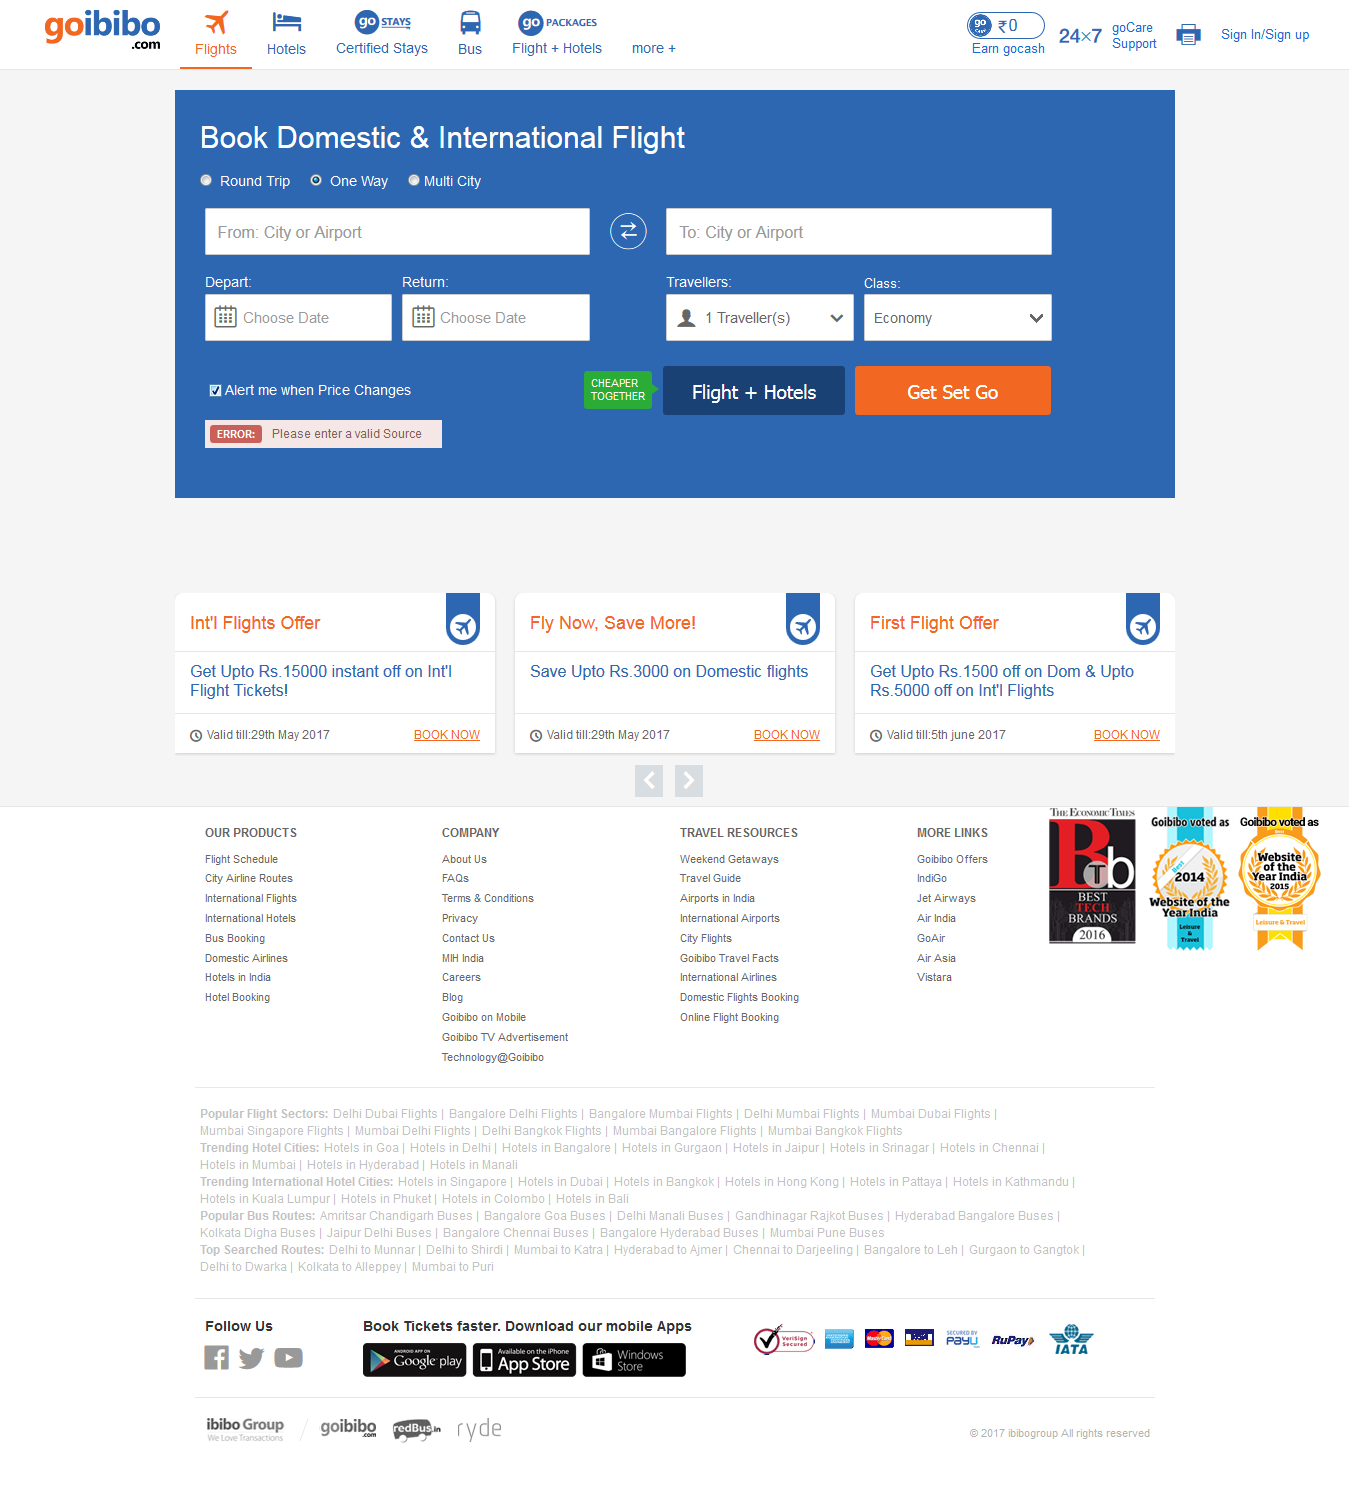 goibibo
.com
Flights
Hotels
go STAYS
Certified Stays
Bus
go PACKAGES
Flight + Hotels
more +
go
Cash
₹0
Earn gocash
24×7
goCare
Support
Sign In/Sign up
Book Domestic & International Flight
Round Trip
One Way
Multi City
From: City or Airport
To: City or Airport
Depart:
Return:
Travellers:
Class:
Choose Date
Choose Date
1 Traveller(s)
Economy
Alert me when Price Changes
CHEAPER
TOGETHER
Flight + Hotels
Get Set Go
ERROR: Please enter a valid Source
Int'l Flights Offer
Get Upto Rs.15000 instant off on Int'l
Flight Tickets!
Valid till:29th May 2017
BOOK NOW
Fly Now, Save More!
Save Upto Rs.3000 on Domestic flights
Valid till:29th May 2017
BOOK NOW
First Flight Offer
Get Upto Rs.1500 off on Dom & Upto
Rs.5000 off on Int'l Flights
Valid till:5th june 2017
BOOK NOW
OUR PRODUCTS
Flight Schedule
City Airline Routes
International Flights
International Hotels
Bus Booking
Domestic Airlines
Hotels in India
Hotel Booking
COMPANY
About Us
FAQs
Terms & Conditions
Privacy
Contact Us
MIH India
Careers
Blog
Goibibo on Mobile
Goibibo TV Advertisement
Technology@Goibibo
TRAVEL RESOURCES
Weekend Getaways
Travel Guide
Airports in India
International Airports
City Flights
Goibibo Travel Facts
International Airlines
Domestic Flights Booking
Online Flight Booking
MORE LINKS
Goibibo Offers
IndiGo
Jet Airways
Air India
GoAir
Air Asia
Vistara
THE ECONOMIC TIMES
BTb
BEST
TECH
BRANDS
2016
Goibibo voted as
Best
2014
Website of the
Year India
Leisure
&
Travel
Goibibo voted as
Best
Website
of the
Year India
2015
Leisure & Travel
Popular Flight Sectors: Delhi Dubai Flights | Bangalore Delhi Flights | Bangalore Mumbai Flights | Delhi Mumbai Flights | Mumbai Dubai Flights |
Mumbai Singapore Flights | Mumbai Delhi Flights | Delhi Bangkok Flights | Mumbai Bangalore Flights | Mumbai Bangkok Flights
Trending Hotel Cities: Hotels in Goa | Hotels in Delhi | Hotels in Bangalore | Hotels in Gurgaon | Hotels in Jaipur | Hotels in Srinagar | Hotels in Chennai |
Hotels in Mumbai | Hotels in Hyderabad | Hotels in Manali
Trending International Hotel Cities: Hotels in Singapore | Hotels in Dubai | Hotels in Bangkok | Hotels in Hong Kong | Hotels in Pattaya | Hotels in Kathmandu |
Hotels in Kuala Lumpur | Hotels in Phuket | Hotels in Colombo | Hotels in Bali
Popular Bus Routes: Amritsar Chandigarh Buses | Bangalore Goa Buses | Delhi Manali Buses | Gandhinagar Rajkot Buses | Hyderabad Bangalore Buses |
Kolkata Digha Buses | Jaipur Delhi Buses | Bangalore Chennai Buses | Bangalore Hyderabad Buses | Mumbai Pune Buses
Top Searched Routes: Delhi to Munnar | Delhi to Shirdi | Mumbai to Katra | Hyderabad to Ajmer | Chennai to Darjeeling | Bangalore to Leh | Gurgaon to Gangtok |
Delhi to Dwarka | Kolkata to Alleppey | Mumbai to Puri
Follow Us
Book Tickets faster. Download our mobile Apps
ANDROID APP ON
Google play
Available on the iPhone
App Store
Windows
Store
VeriSign
Secured
MasterCard
VISA
SECURED BY
PayU
RuPay
IATA
ibibo Group
We Love Transactions
goibibo
.com
redBus.in
ryde
© 2017 ibibogroup All rights reserved